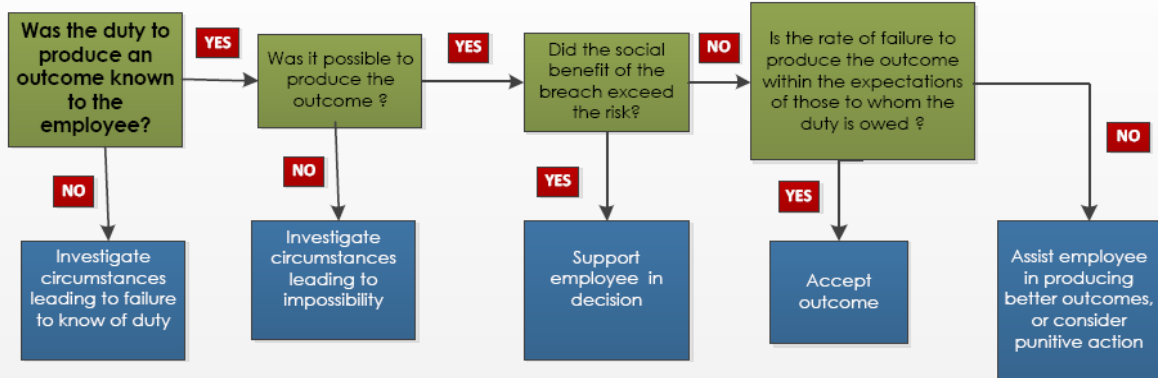 Was the duty to
produce an
outcome known
to the
employee?
YES
Was it possible to
produce the
outcome ?
YES
Did the social
benefit of the
breach exceed
the risk?
NO
Is the rate of failure to
produce the outcome
within the expectations
of those to whom the
duty is owed ?
NO
NO
YES
YES
NO
Investigate
circumstances
leading to failure
to know of duty
Investigate
circumstances
leading to
impossibility
Support
employee in
decision
Accept
outcome
Assist employee
in producing
better outcomes,
or consider
punitive action